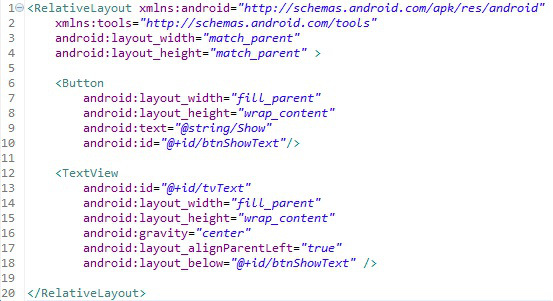 1 <RelativeLayout xmlns:android="http://schemas.android.com/apk/res/android"
2     xmlns:tools="http://schemas.android.com/tools"
3     android:layout_width="match_parent"
4     android:layout_height="match_parent" >
5
6     <Button
7         android:layout_width="fill_parent"
8         android:layout_height="wrap_content"
9         android:text="@string/Show"
10         android:id="@+id/btnShowText"/>
11
12     <TextView
13         android:id="@+id/tvText"
14         android:layout_width="fill_parent"
15         android:layout_height="wrap_content"
16         android:gravity="center"
17         android:layout_alignParentLeft="true"
18         android:layout_below="@+id/btnShowText" />
19
20 </RelativeLayout>